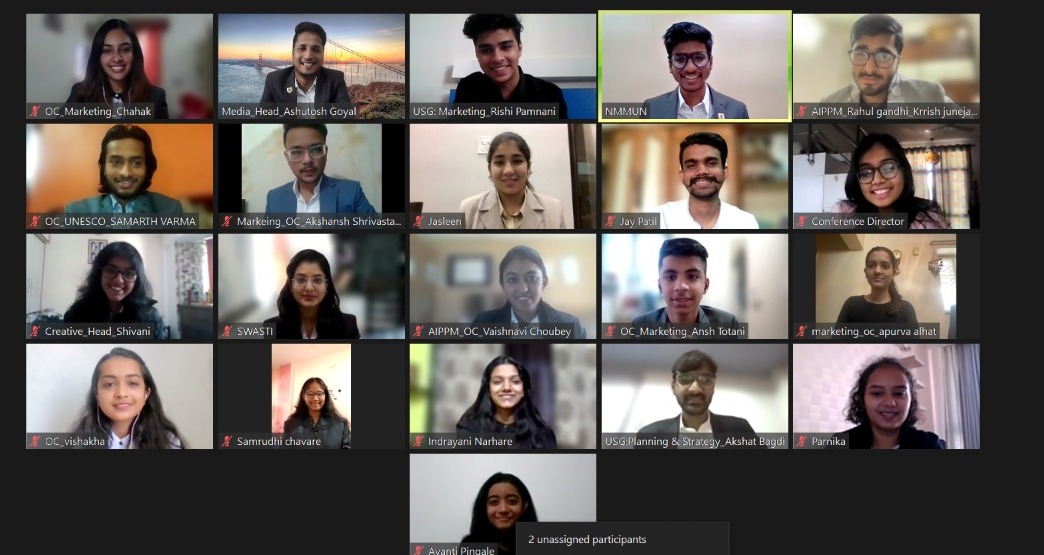 OC_Marketing_Chahak
Media_Head_Ashutosh Goyal
USG: Marketing_Rishi Pamnani
NMMUN
AIPPM_Rahul gandhi_Krrish juneja...
OC_UNESCO_SAMARTH VARMA
Markeing_OC_Akshansh Shrivasta...
Jasleen
Jay Patil
Conference Director
Creative_Head_Shivani
SWASTI
AIPPM_OC_Vaishnavi Choubey
OC_Marketing_Ansh Totani
marketing_oc_apurva alhat
OC_vishakha
Samrudhi chavare
Indrayani Narhare
USG:Planning & Strategy_Akshat Bagdi
Parnika
Avanti Pingale
2 unassigned participants